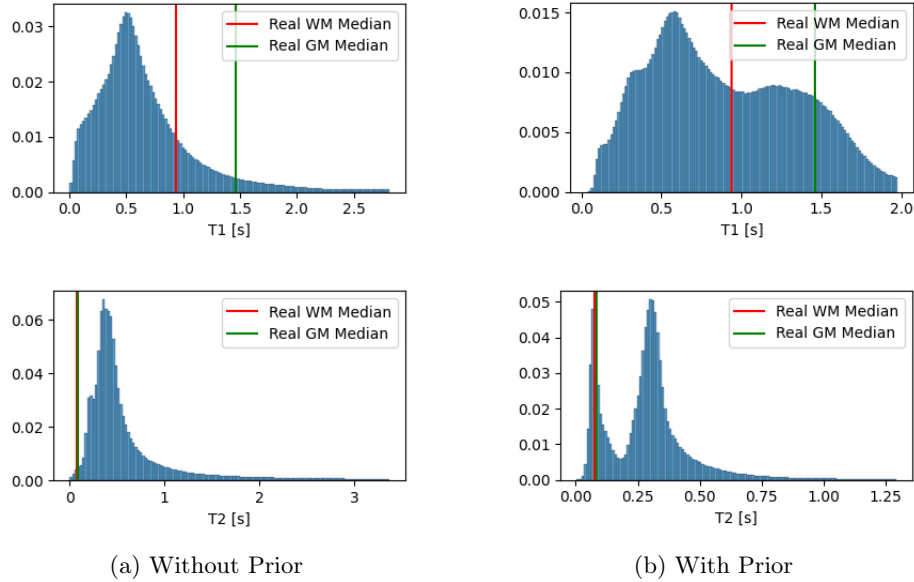 0.03
0.02
0.01
0.00
Real WM Median
Real GM Median
0.0 0.5 1.0 1.5 2.0 2.5
T1 [s]
0.015
0.010
0.005
0.000
Real WM Median
Real GM Median
0.0 0.5 1.0 1.5 2.0
T1 [s]
0.06
0.04
0.02
0.00
Real WM Median
Real GM Median
0 1 2 3
T2 [s]
0.05
0.04
0.03
0.02
0.01
0.00
Real WM Median
Real GM Median
0.00 0.25 0.50 0.75 1.00 1.25
T2 [s]
(a) Without Prior
(b) With Prior